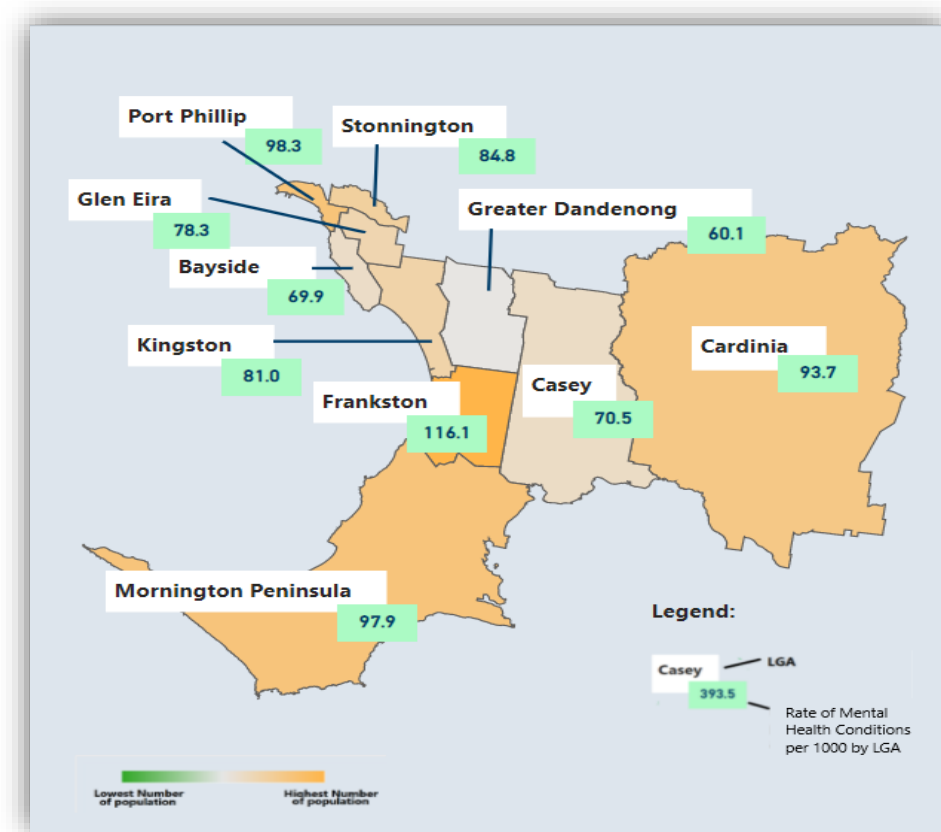 Port Phillip
98.3
Stonnington
84.8
Glen Eira
78.3
Greater Dandenong
60.1
Bayside
69.9
Kingston
81.0
Cardinia
93.7
Frankston
116.1
Casey
70.5
Mornington Peninsula
97.9
Legend:
Casey
LGA
393.5
Rate of Mental
Health Conditions
per 1000 by LGA
Lowest Number
of population
Highest Number
of population